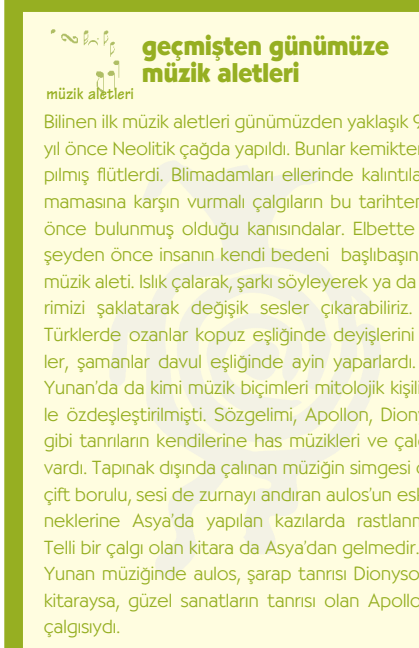 geçmişten günümüze
müzik aletleri
müzik aletleri
Bilinen ilk müzik aletleri günümüzden yaklaşık 9
yıl önce Neolitik çağda yapıldı. Bunlar kemikten
pılmış flütlerdi. Blimadamları ellerinde kalıntıla
mamasına karşın vurmalı çalgıların bu tarihten
önce bulunmuş olduğu kanısındalar. Elbette
şeyden önce insanın kendi bedeni başlıbaşın
müzik aleti. Islık çalarak, şarkı söyleyerek ya da
rimizi şaklatarak değişik sesler çıkarabiliriz.
Türklerde ozanlar kopuz eşliğinde deyişlerini
ler, şamanlar davul eşliğinde ayin yaparlardı.
Yunan'da da kimi müzik biçimleri mitolojik kişili
le özdeşleştirilmişti. Sözgelimi, Apollon, Diony
gibi tanrıların kendilerine has müzikleri ve çalg
vardı. Tapınak dışında çalınan müziğin simgesi o
çift borulu, sesi de zurnayı andıran aulos'un esk
neklerine Asya'da yapılan kazılarda rastlanm
Telli bir çalgı olan kitara da Asya'dan gelmedir.
Yunan müziğinde aulos, şarap tanrısı Dionyso
kitaraysa, güzel sanatların tanrısı olan Apollo
çalgısıydı.